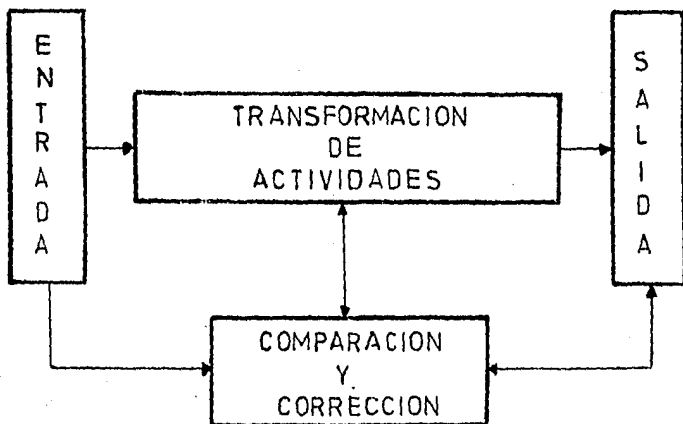 ENTRADA
TRANSFORMACION
DE
ACTIVIDADES
SALIDA
COMPARACION
Y
CORRECCION